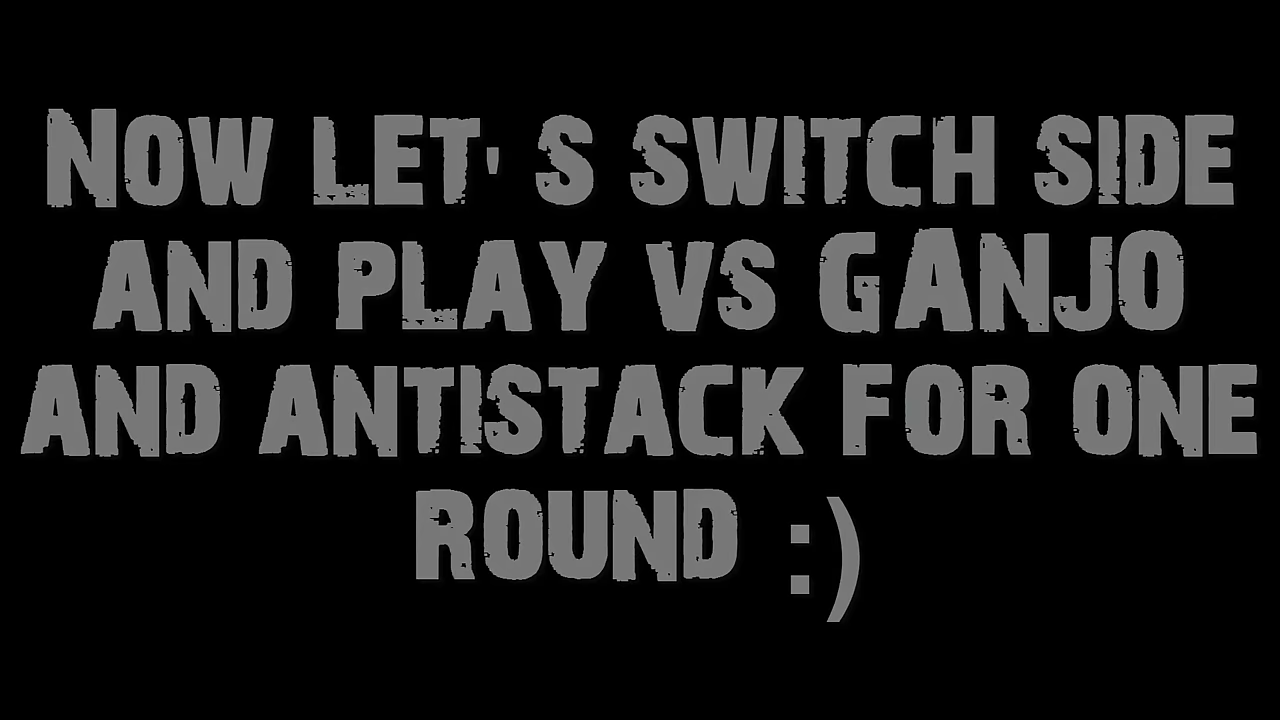 Now let's switch side
and play vs GANJO
and antistack for one
round :)